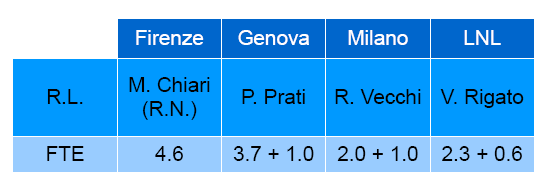 Firenze Genova Milano LNL
R.L. M. Chiari (R.N.) P. Prati R. Vecchi V. Rigato
FTE 4.6 3.7 + 1.0 2.0 + 1.0 2.3 + 0.6